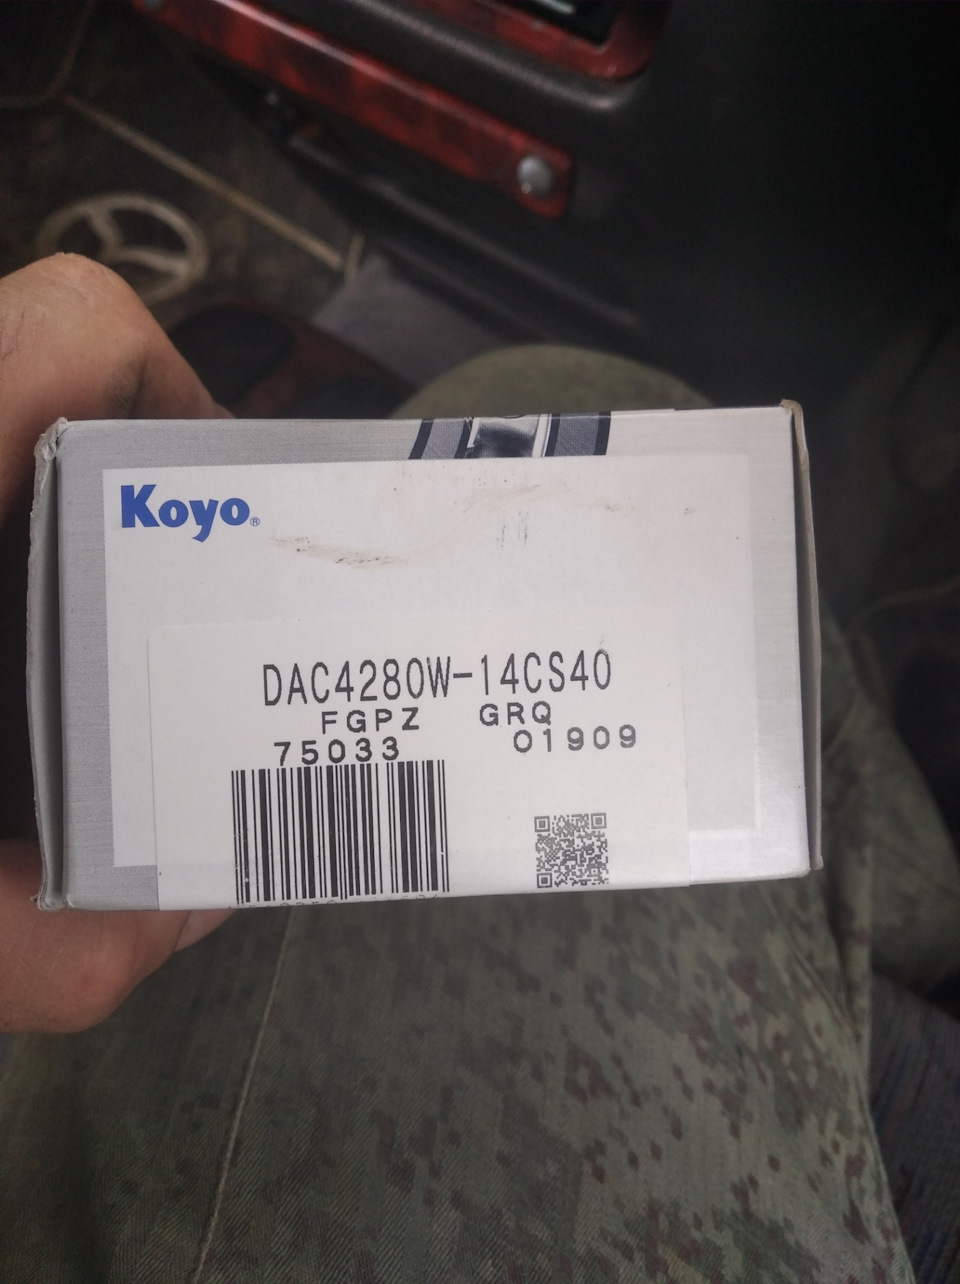 Koyo®
DAC4280W-14CS40
FGPZ GRQ
75033 01909